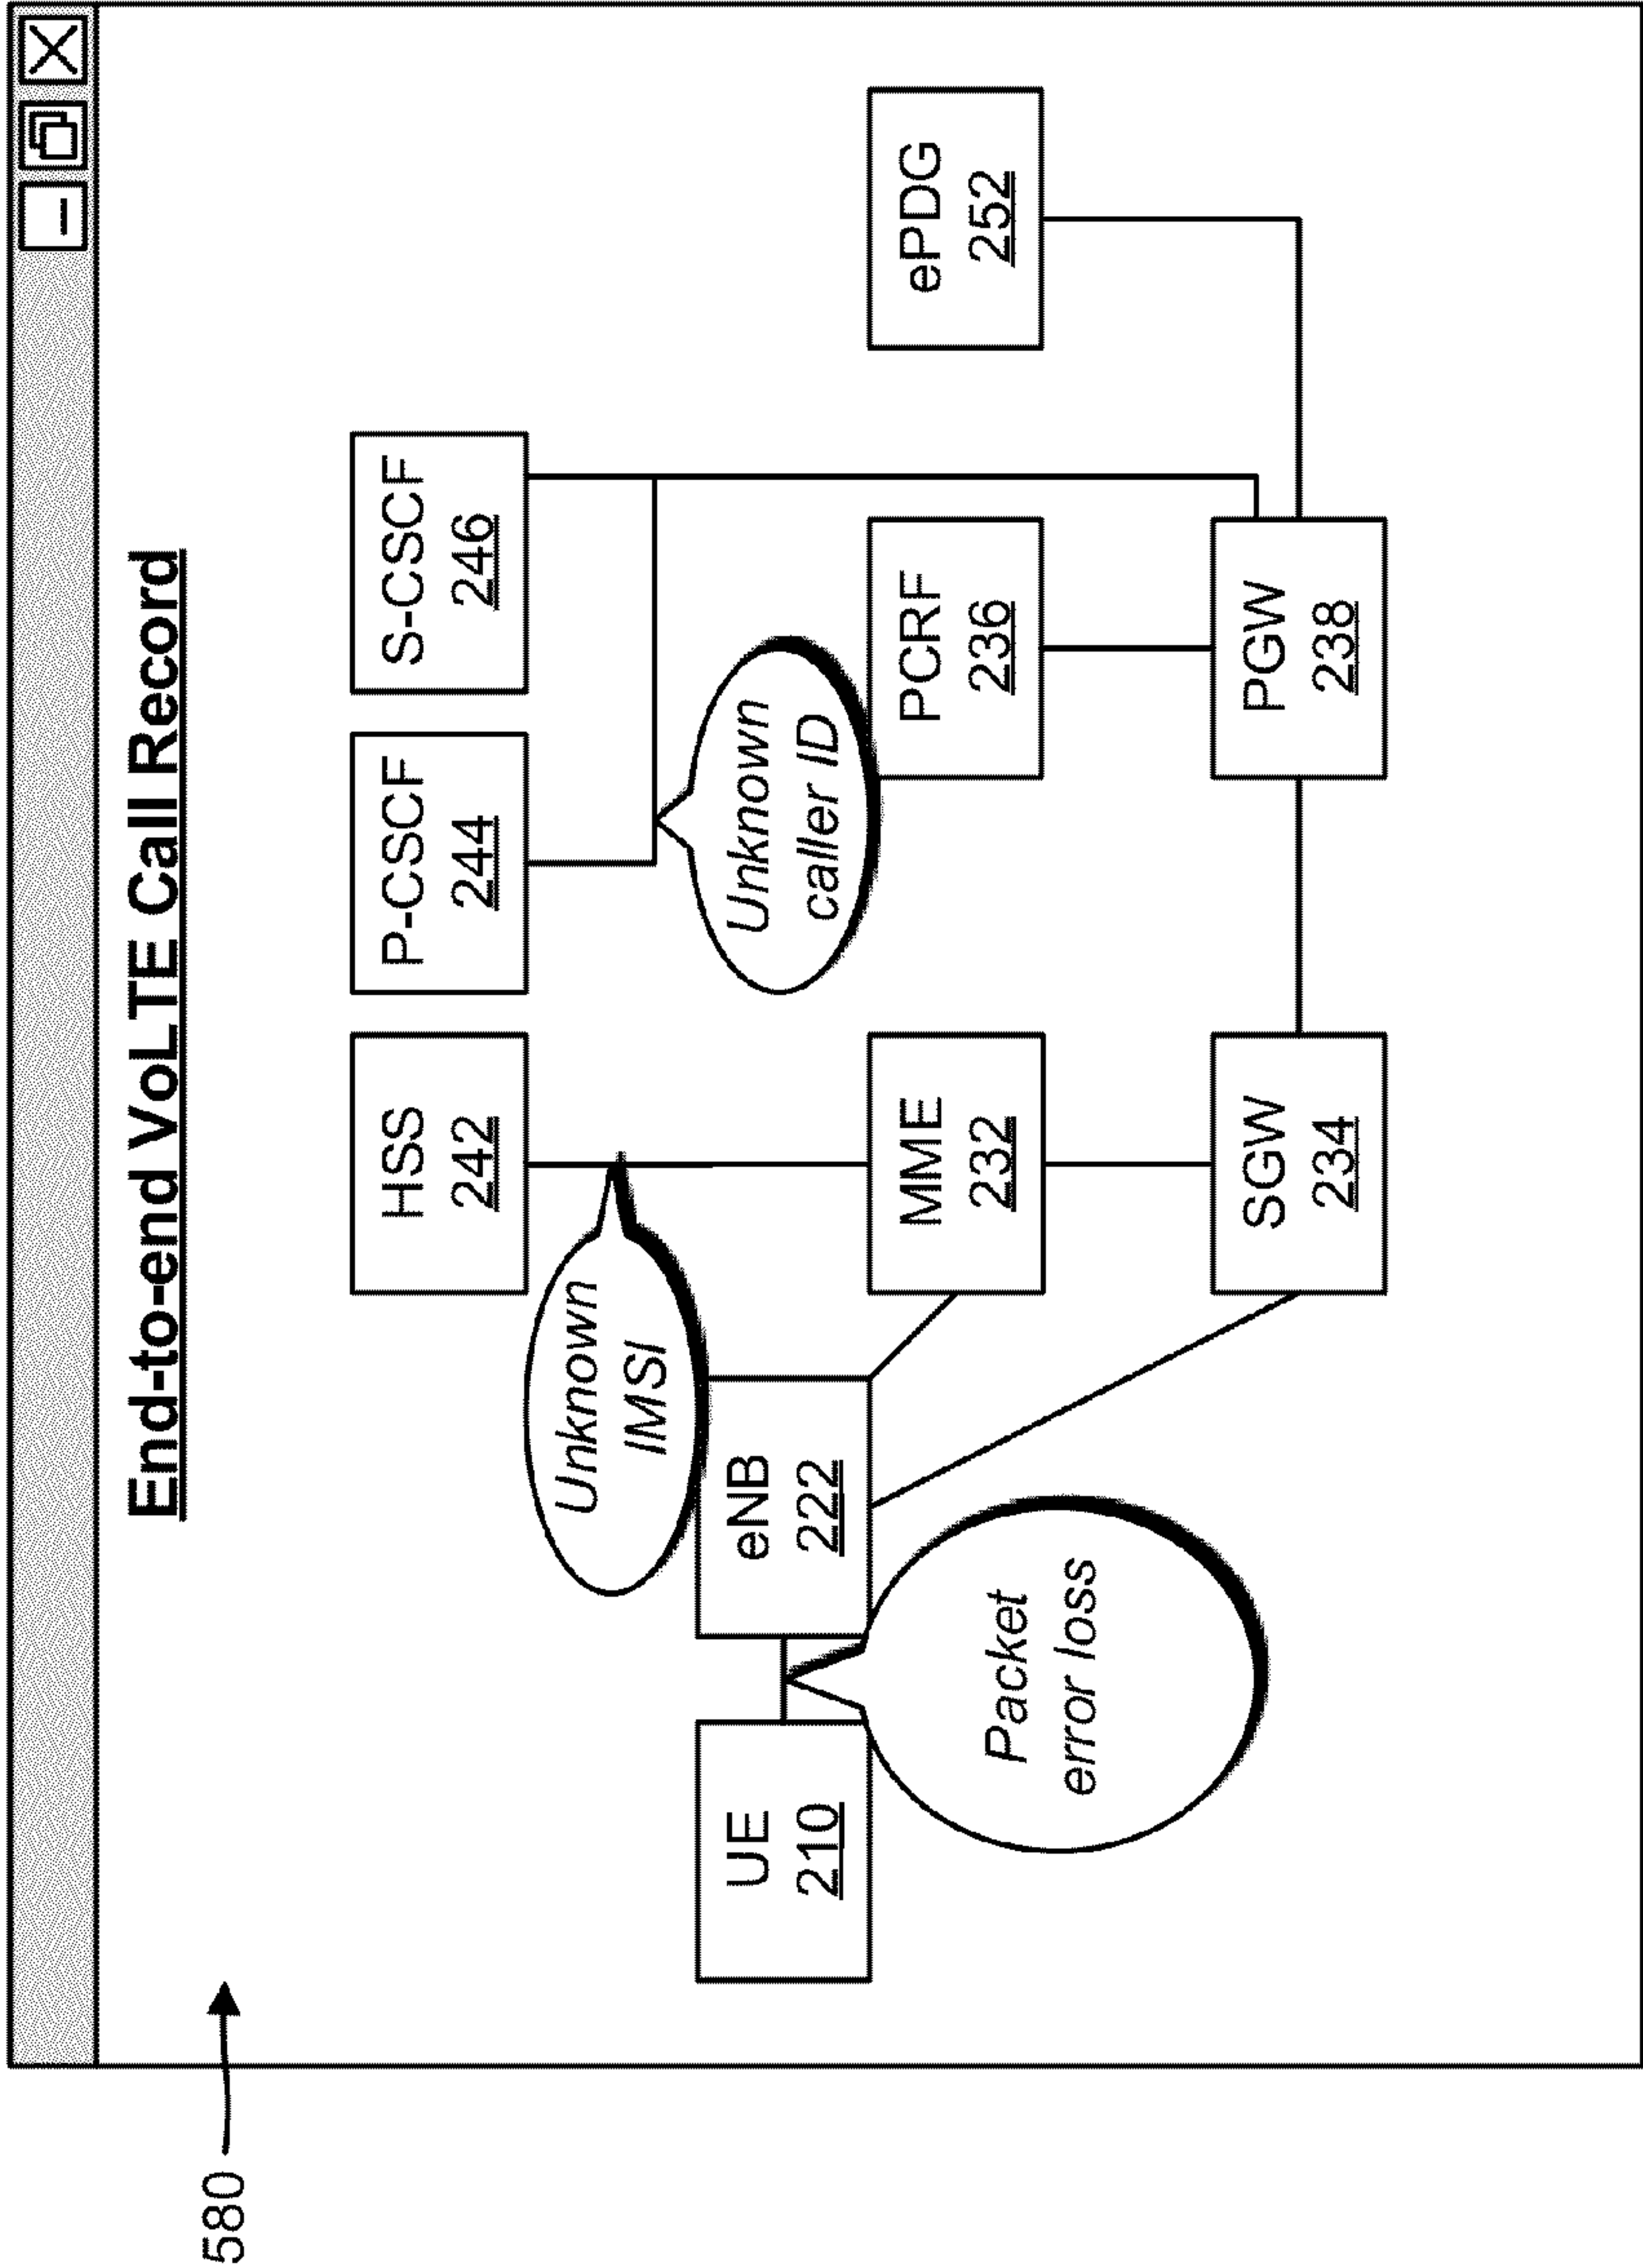 580
End-to-end VoLTE Call Record
HSS
242
P-CSCF
244
S-CSCF
246
Unknown
IMSI
Unknown
caller ID
UE
210
eNB
222
MME
232
PCRF
236
ePDG
252
Packet
error loss
SGW
234
PGW
238